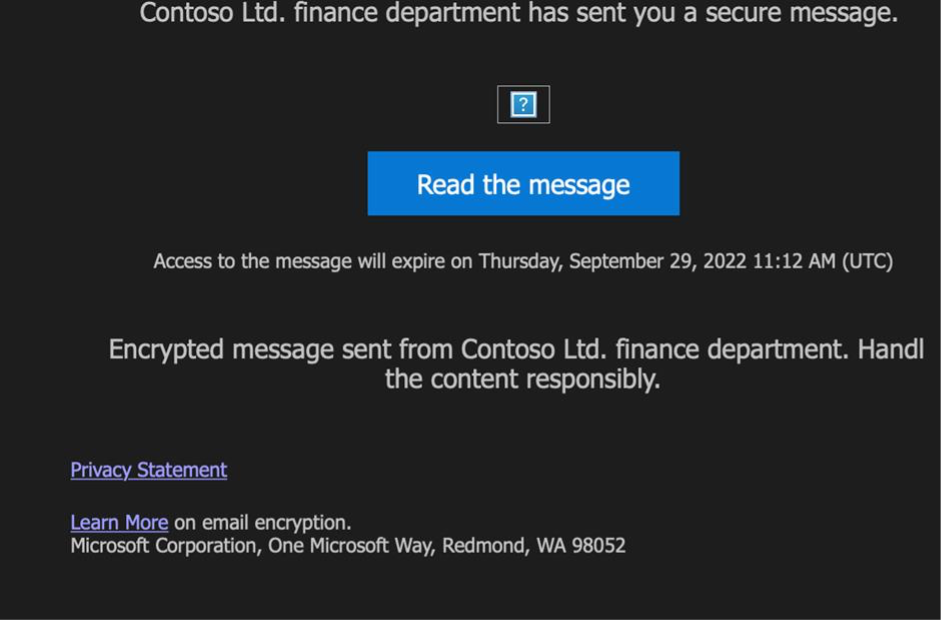 Contoso Ltd. finance department has sent you a secure message.
?
Read the message
Access to the message will expire on Thursday, September 29, 2022 11:12 AM (UTC)
Encrypted message sent from Contoso Ltd. finance department. Handl
the content responsibly.
Privacy Statement
Learn More on email encryption.
Microsoft Corporation, One Microsoft Way, Redmond, WA 98052